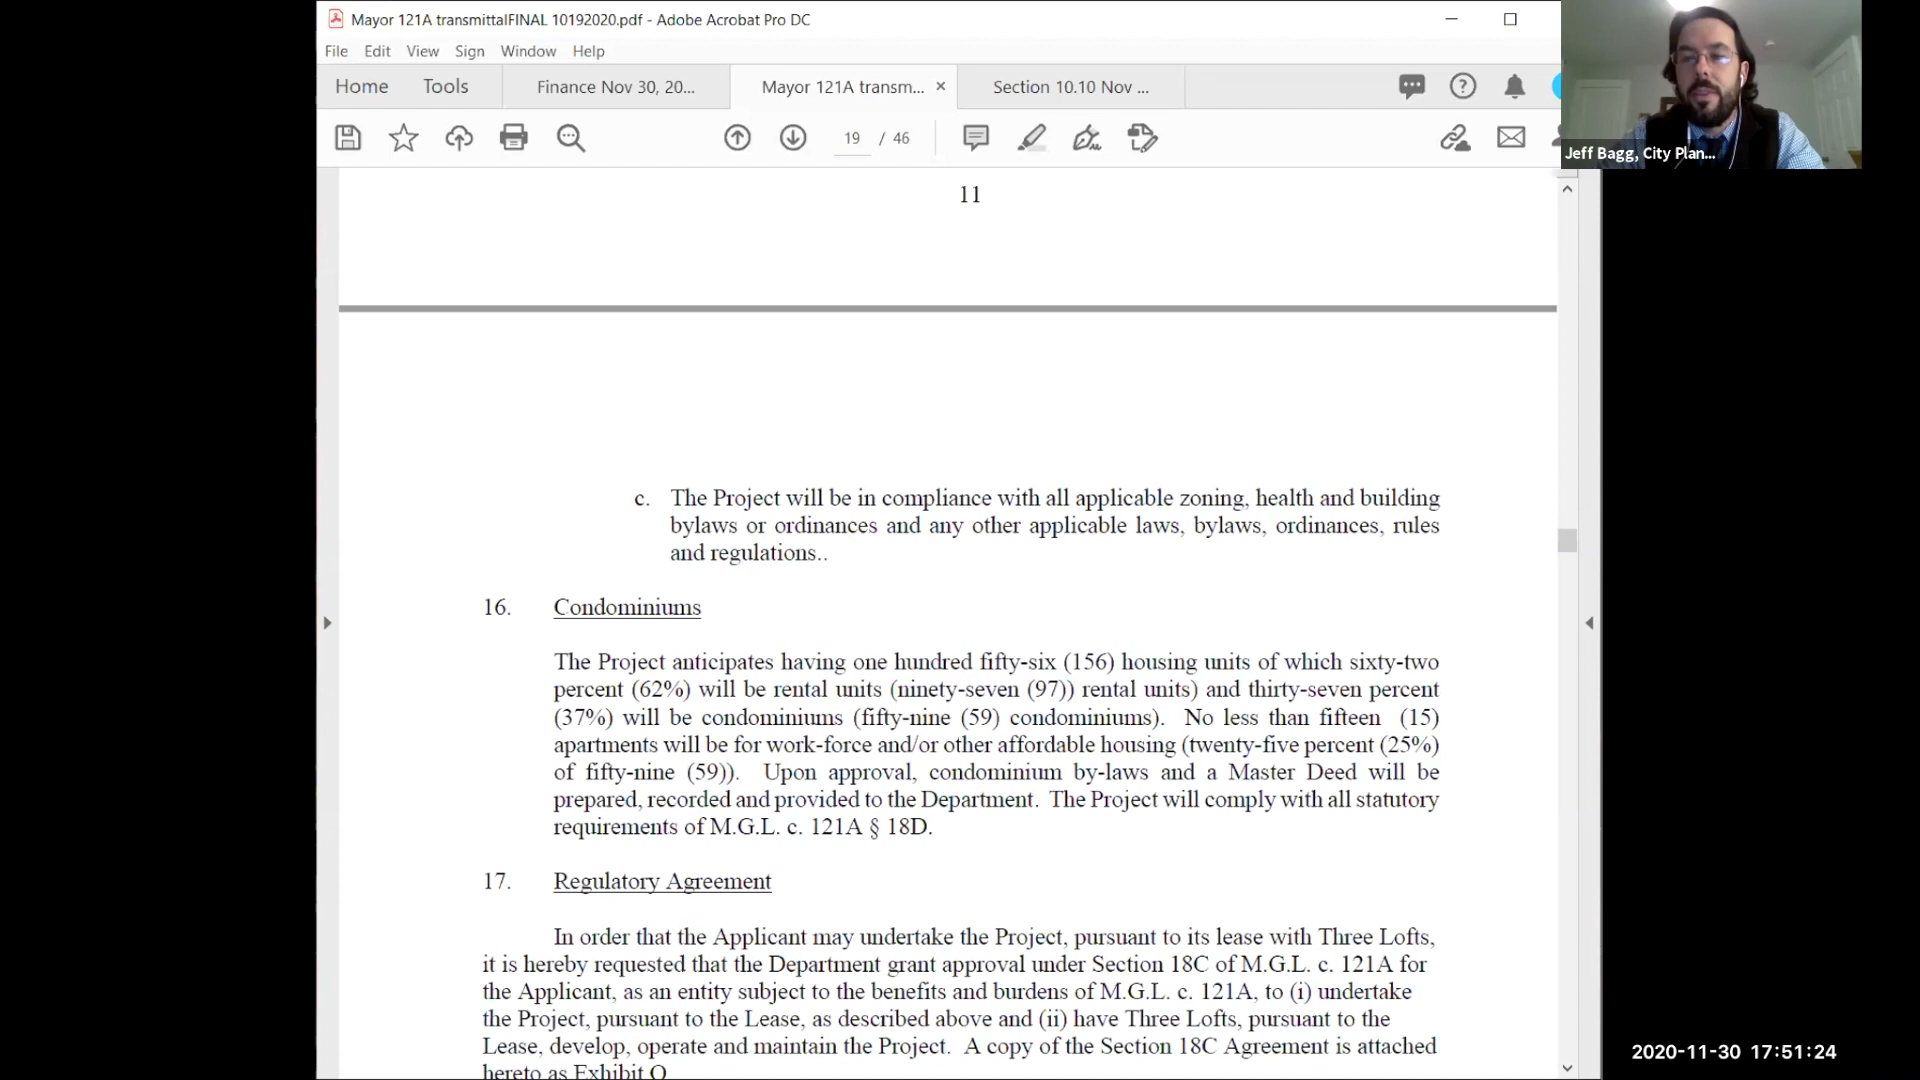 Mayor 121A transmittalFINAL 10192020.pdf - Adobe Acrobat Pro DC
File Edit View Sign Window Help
Home Tools Finance Nov 30, 20... Mayor 121A transm... × Section 10.10 Nov ...
19 / 46
Jeff Bagg, City Plan...
11
c. The Project will be in compliance with all applicable zoning, health and building
bylaws or ordinances and any other applicable laws, bylaws, ordinances, rules
and regulations..
16. Condominiums
The Project anticipates having one hundred fifty-six (156) housing units of which sixty-two
percent (62%) will be rental units (ninety-seven (97)) rental units) and thirty-seven percent
(37%) will be condominiums (fifty-nine (59) condominiums). No less than fifteen (15)
apartments will be for work-force and/or other affordable housing (twenty-five percent (25%)
of fifty-nine (59)). Upon approval, condominium by-laws and a Master Deed will be
prepared, recorded and provided to the Department. The Project will comply with all statutory
requirements of M.G.L. c. 121A § 18D.
17. Regulatory Agreement
In order that the Applicant may undertake the Project, pursuant to its lease with Three Lofts,
it is hereby requested that the Department grant approval under Section 18C of M.G.L. c. 121A for
the Applicant, as an entity subject to the benefits and burdens of M.G.L. c. 121A, to (i) undertake
the Project, pursuant to the Lease, as described above and (ii) have Three Lofts, pursuant to the
Lease, develop, operate and maintain the Project. A copy of the Section 18C Agreement is attached
hereto as Exhibit
2020-11-30 17:51:24